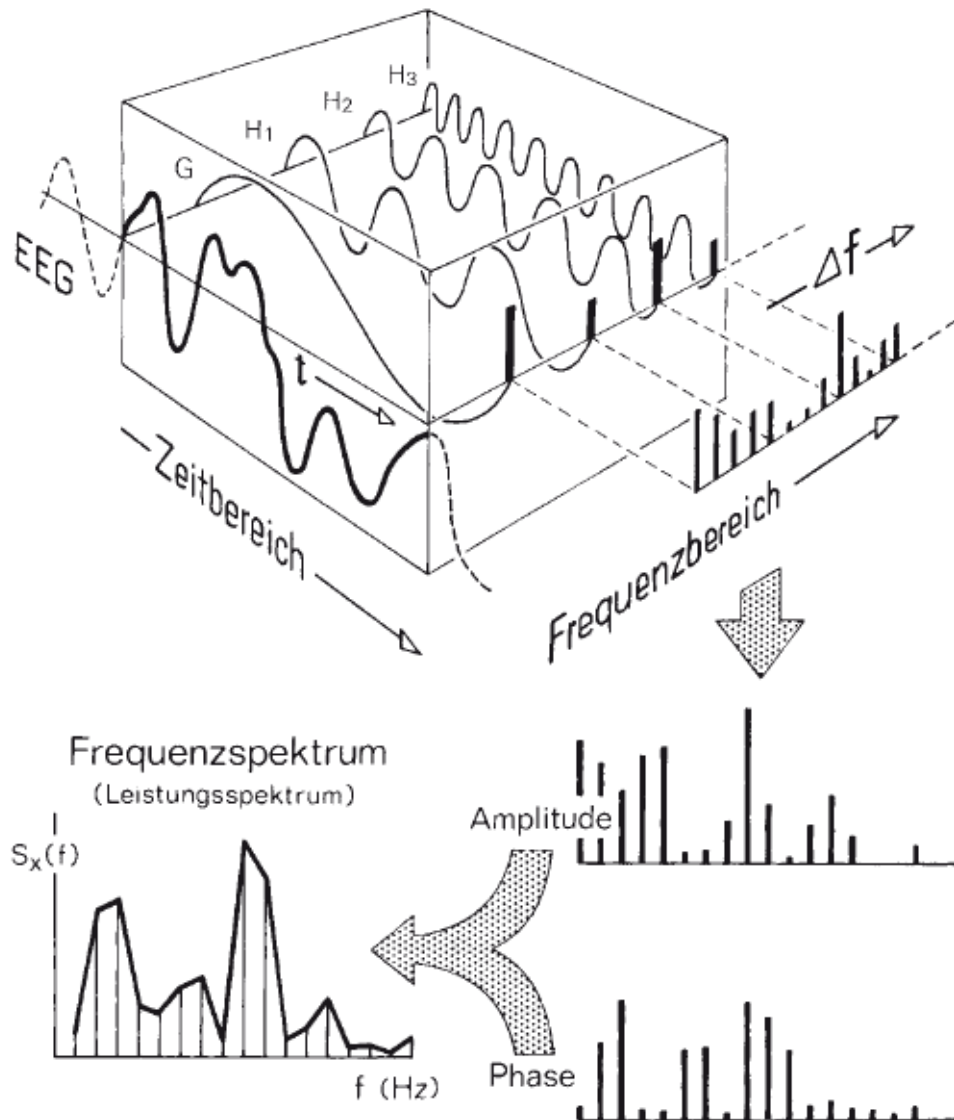 H₃
H₂
H₁
G
EEG
Δf
t
Zeitbereich
Frequenzbereich
Frequenzspektrum
(Leistungsspektrum)
Sₓ(f)
f (Hz)
Amplitude
Phase